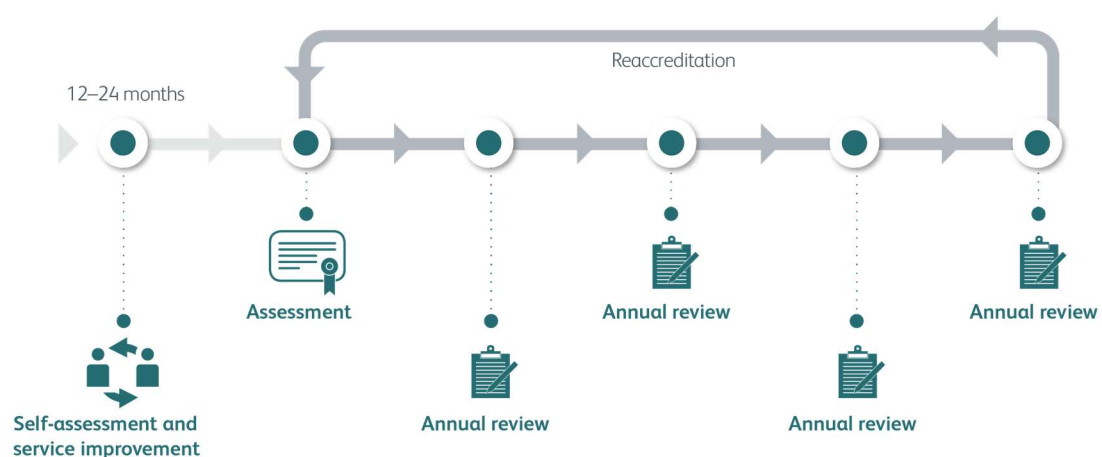 Reaccreditation
12–24 months
Assessment
Annual review
Annual review
Self-assessment and
service improvement
Annual review
Annual review